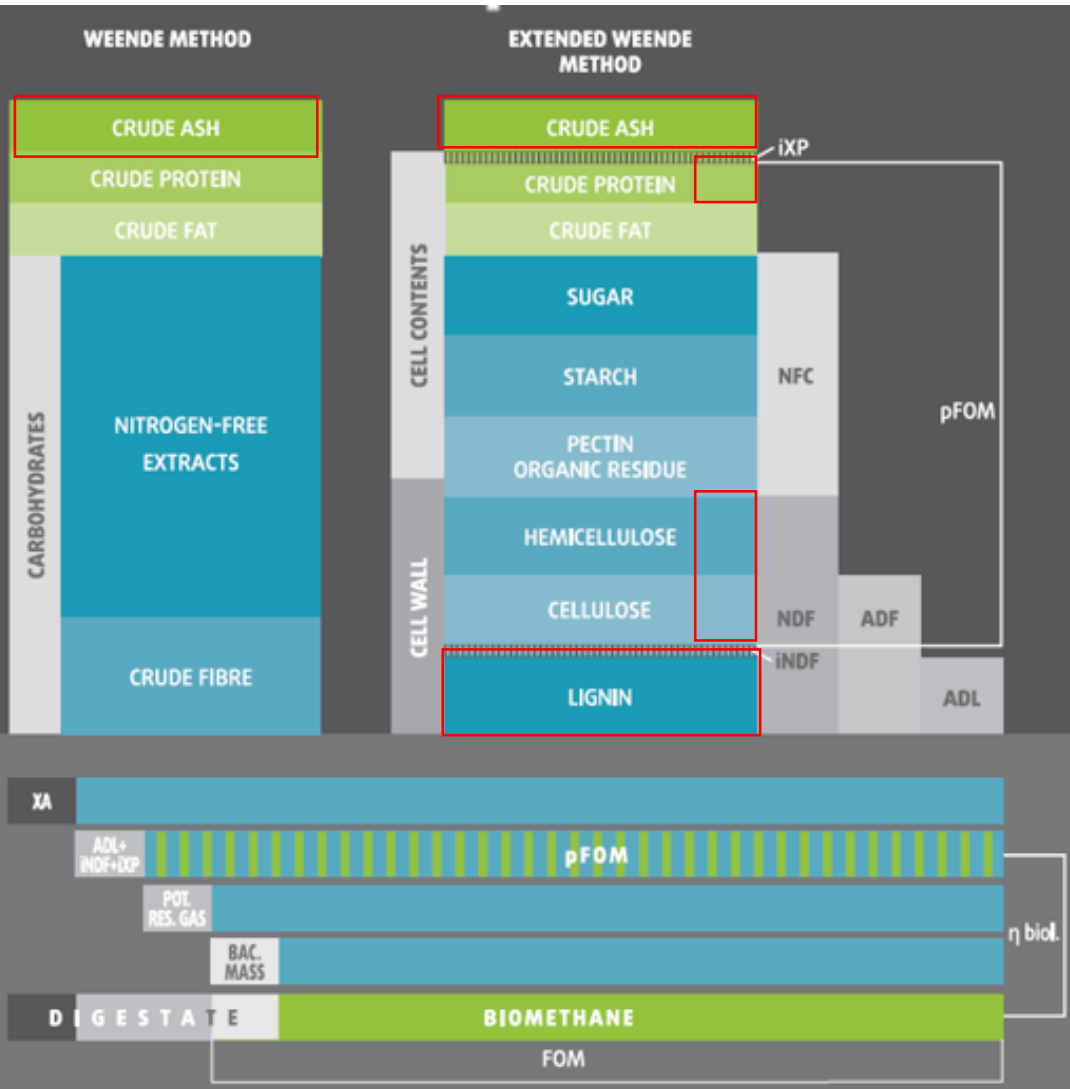 WEENDE METHOD
EXTENDED WEENDE
METHOD
CRUDE ASH
CRUDE PROTEIN
CRUDE FAT
CARBOHYDRATES
NITROGEN-FREE
EXTRACTS
CRUDE FIBRE
CRUDE ASH
iXP
CRUDE PROTEIN
CRUDE FAT
CELL CONTENTS
SUGAR
STARCH
NFC
pFOM
PECTIN
ORGANIC RESIDUE
CELL WALL
HEMICELLULOSE
CELLULOSE
NDF
ADF
iNDF
LIGNIN
ADL
XA
ADL+
iNDF+iXP
pFOM
POT.
RES. GAS
η biol.
BAC.
MASS
DIGESTATE
BIOMETHANE
FOM